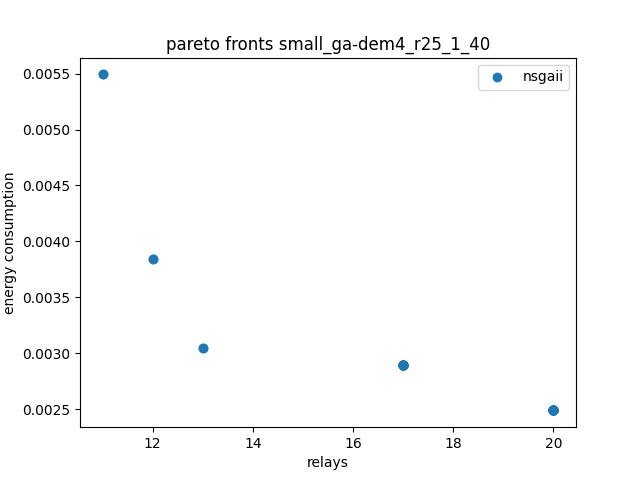 pareto fronts small_ga-dem4_r25_1_40
nsgaii
0.0055
0.0050
0.0045
0.0040
0.0035
0.0030
0.0025
energy consumption
12 14 16 18 20
relays